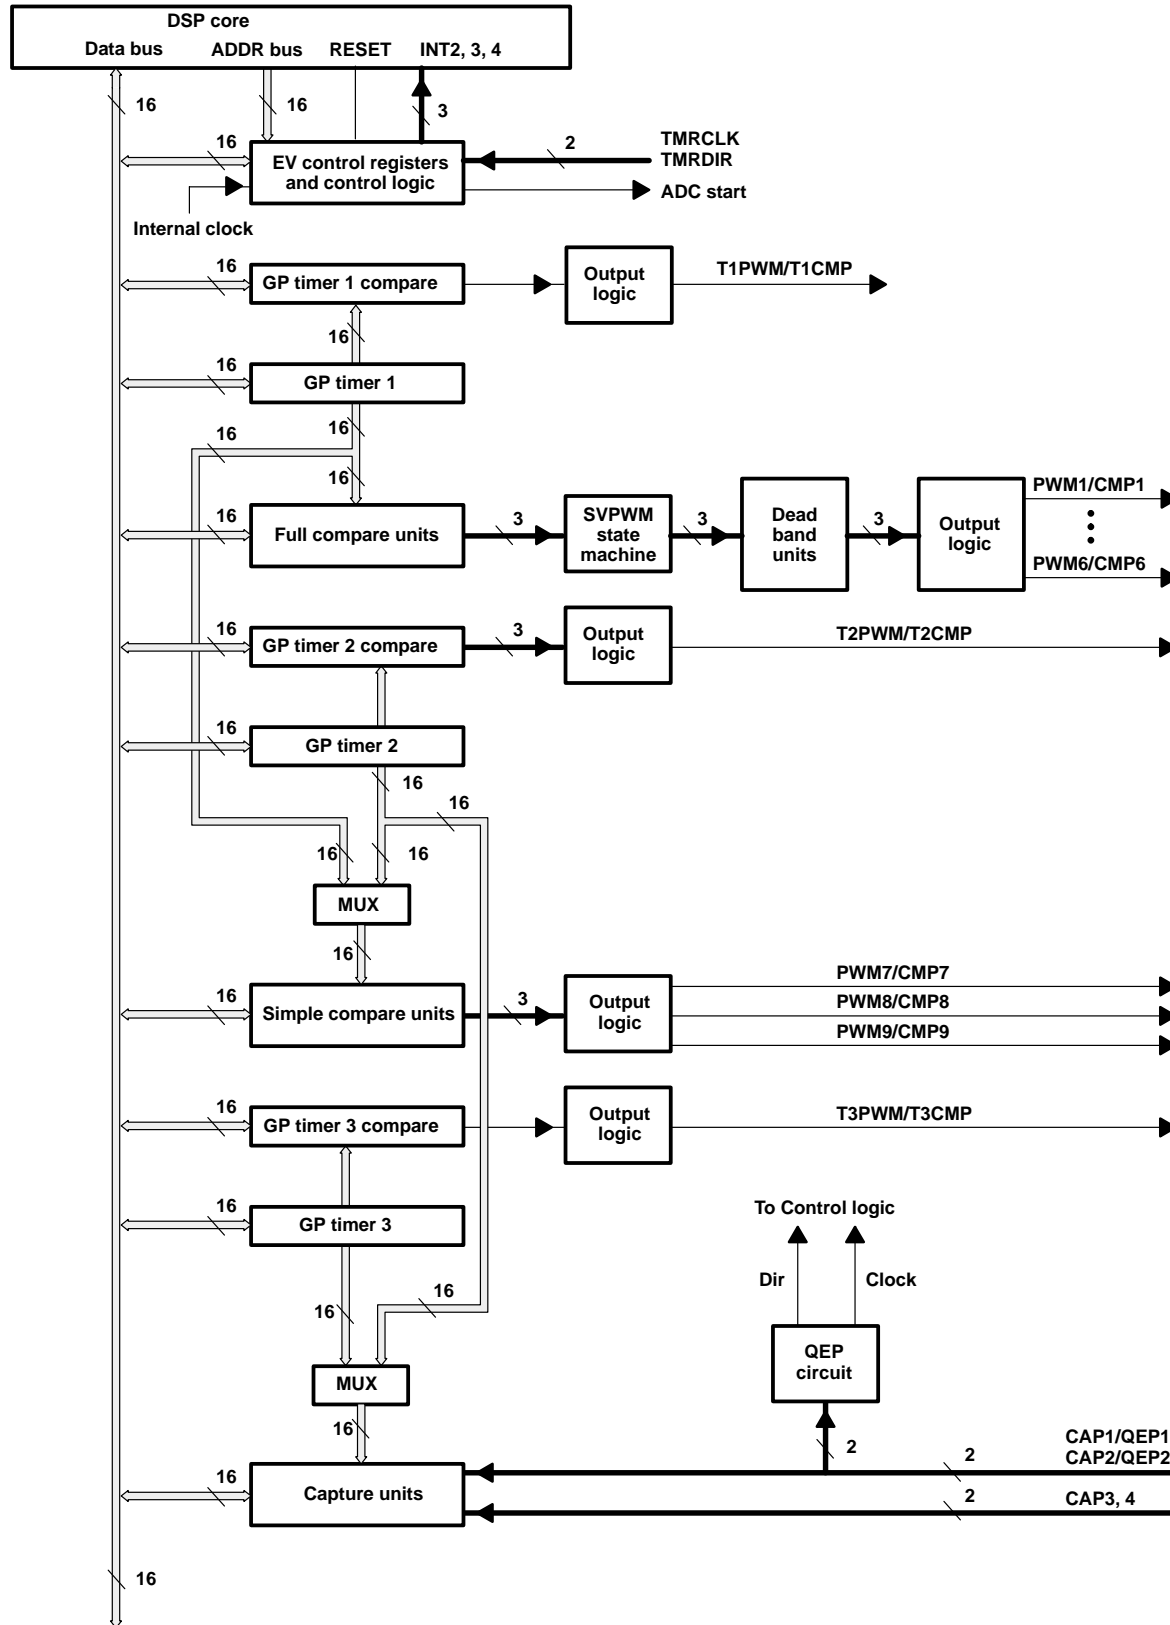 DSP core
Data bus ADDR bus RESET INT2, 3, 4
16 16 3
16 2 TMRCLK
TMRDIR
EV control registers
and control logic
ADC start
Internal clock
16 GP timer 1 compare
Output
logic
T1PWM/T1CMP
16
16 GP timer 1
16
16
16
16 Full compare units
3 SVPWM
state
machine
3 Dead
band
units
3 Output
logic
PWM1/CMP1
PWM6/CMP6
16 GP timer 2 compare
3 Output
logic
T2PWM/T2CMP
16 GP timer 2
16 16
16 16
MUX
16
16 Simple compare units
3 Output
logic
PWM7/CMP7
PWM8/CMP8
PWM9/CMP9
16 GP timer 3 compare
Output
logic
T3PWM/T3CMP
16 GP timer 3
To Control logic
Dir Clock
16 16
QEP
circuit
MUX
16 2
CAP1/QEP1
2 CAP2/QEP2
16 Capture units
2 CAP3, 4
16